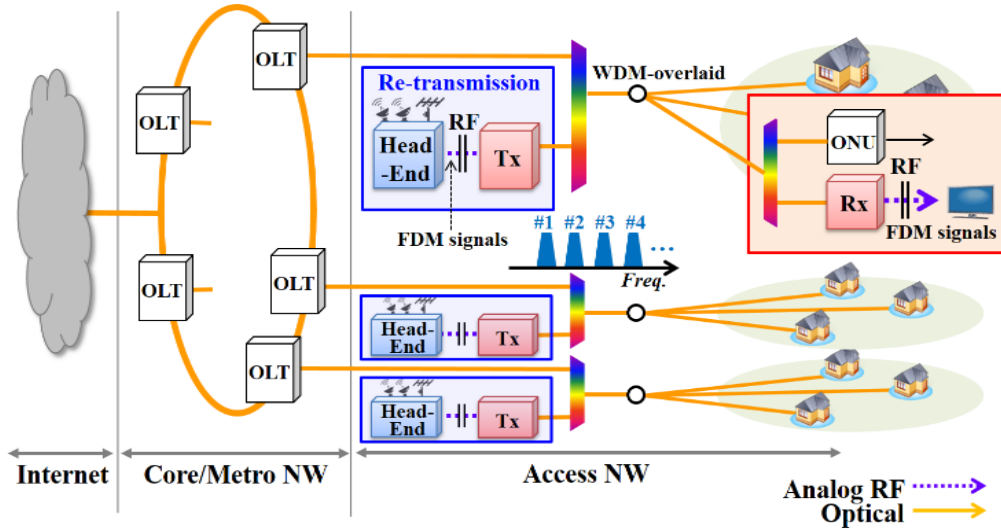 OLT
OLT
OLT
OLT
OLT
Re-transmission
Head
-End
RF
Tx
FDM signals
WDM-overlaid
ONU
RF
Rx
FDM signals
#1 #2 #3 #4 ...
Freq.
Head-
End
Tx
Head-
End
Tx
Internet
Core/Metro NW
Access NW
Analog RF
Optical